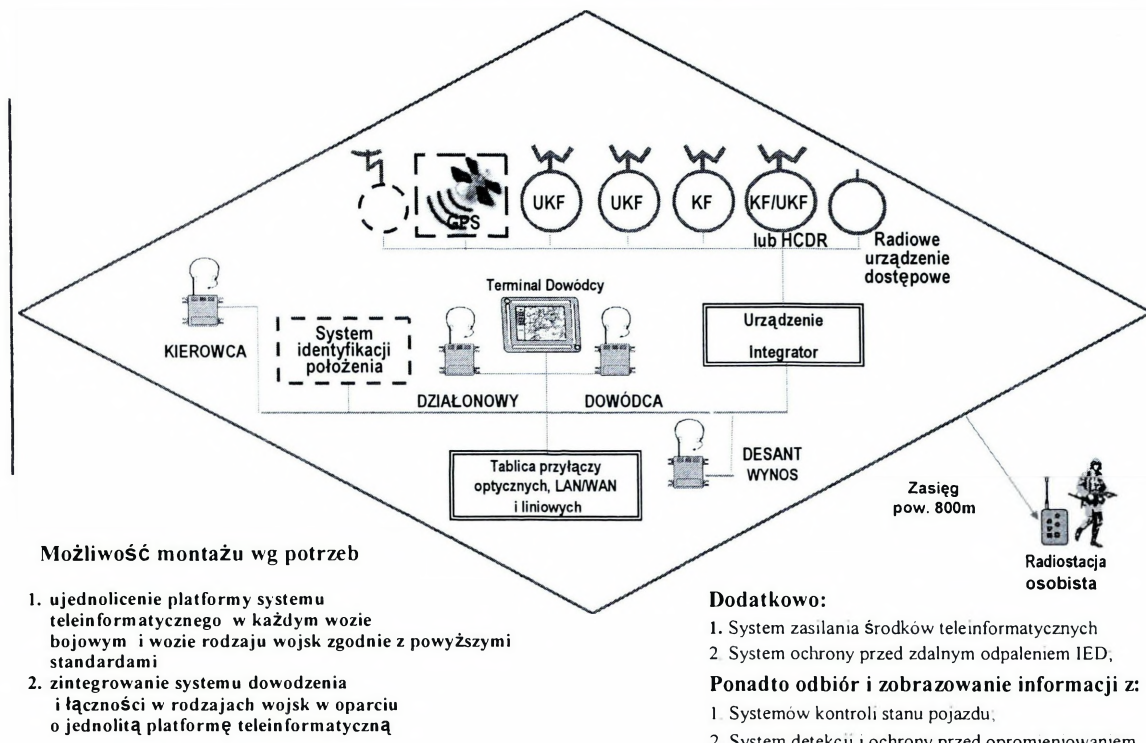 GPS
UKF
UKF
KF
KF/UKF
lub HCDR
Radiowe
urządzenie
dostępowe
KIEROWCA
System
identyfikacji
położenia
Terminal Dowódcy
DZIAŁONOWY
DOWÓDCA
Urządzenie
Integrator
Tablica przyłączy
optycznych, LAN/WAN
i liniowych
DESANT
WYNOS
Zasięg
pow. 800m
Radiostacja
osobista
Możliwość montażu wg potrzeb
1. ujednolicenie platformy systemu
teleinformatycznego w każdym wozie
bojowym i wozie rodzaju wojsk zgodnie z powyższymi
standardami
2. zintegrowanie systemu dowodzenia
i łączności w rodzajach wojsk w oparciu
o jednolitą platformę teleinformatyczną
Dodatkowo:
1. System zasilania środków teleinformatycznych
2. System ochrony przed zdalnym odpaleniem IED;
Ponadto odbiór i zobrazowanie informacji z:
1. Systemów kontroli stanu pojazdu;
2. System detekcji i ochrony przed opromieniowaniem